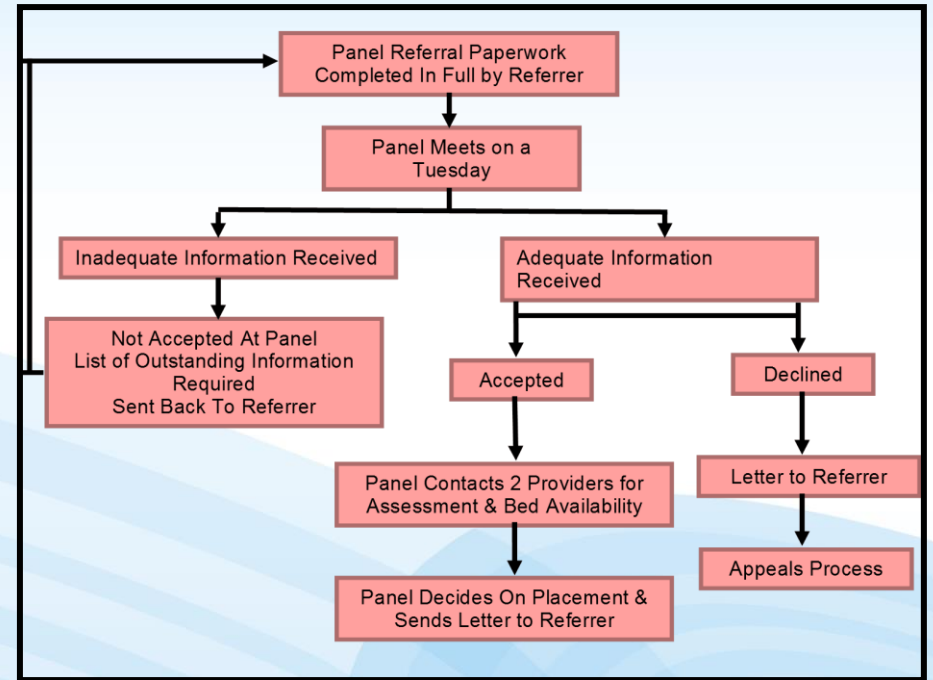 Panel Referral Paperwork
Completed In Full by Referrer
Panel Meets on a
Tuesday
Inadequate Information Received
Adequate Information
Received
Not Accepted At Panel
List of Outstanding Information
Required
Sent Back To Referrer
Accepted
Declined
Panel Contacts 2 Providers for
Assessment & Bed Availability
Letter to Referrer
Panel Decides On Placement &
Sends Letter to Referrer
Appeals Process